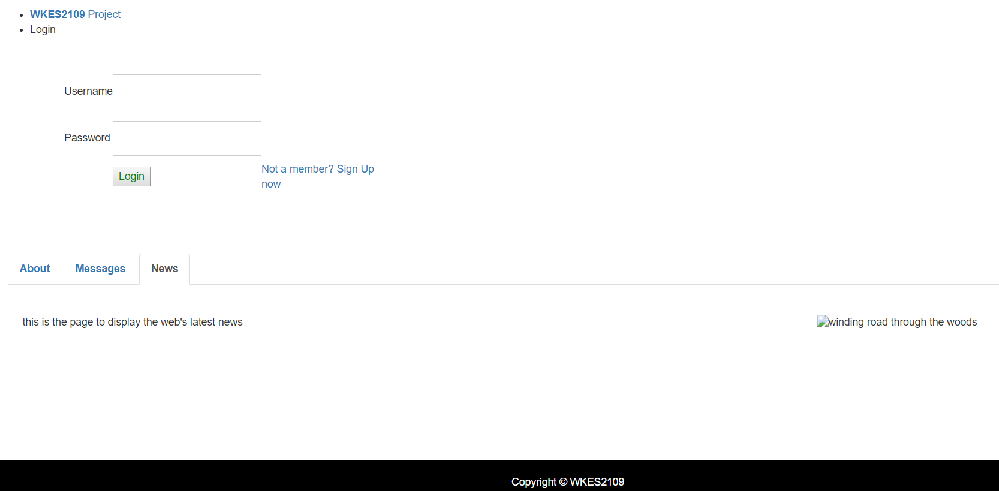 WKES2109 Project
Login
Username
Password
Login
Not a member? Sign Up
now
About Messages News
this is the page to display the web's latest news
winding road through the woods
Copyright © WKES2109